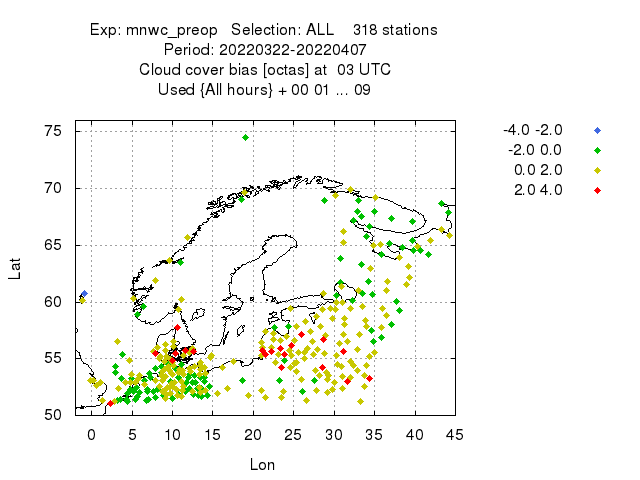 Exp: mnwc_preop   Selection: ALL    318 stations
Period: 20220322-20220407
Cloud cover bias [octas] at  03 UTC
Used {All hours} + 00 01 ... 09
-4.0 -2.0
-2.0 0.0
0.0 2.0
2.0 4.0
75
70
65
60
55
50
Lat
0 5 10 15 20 25 30 35 40 45
Lon